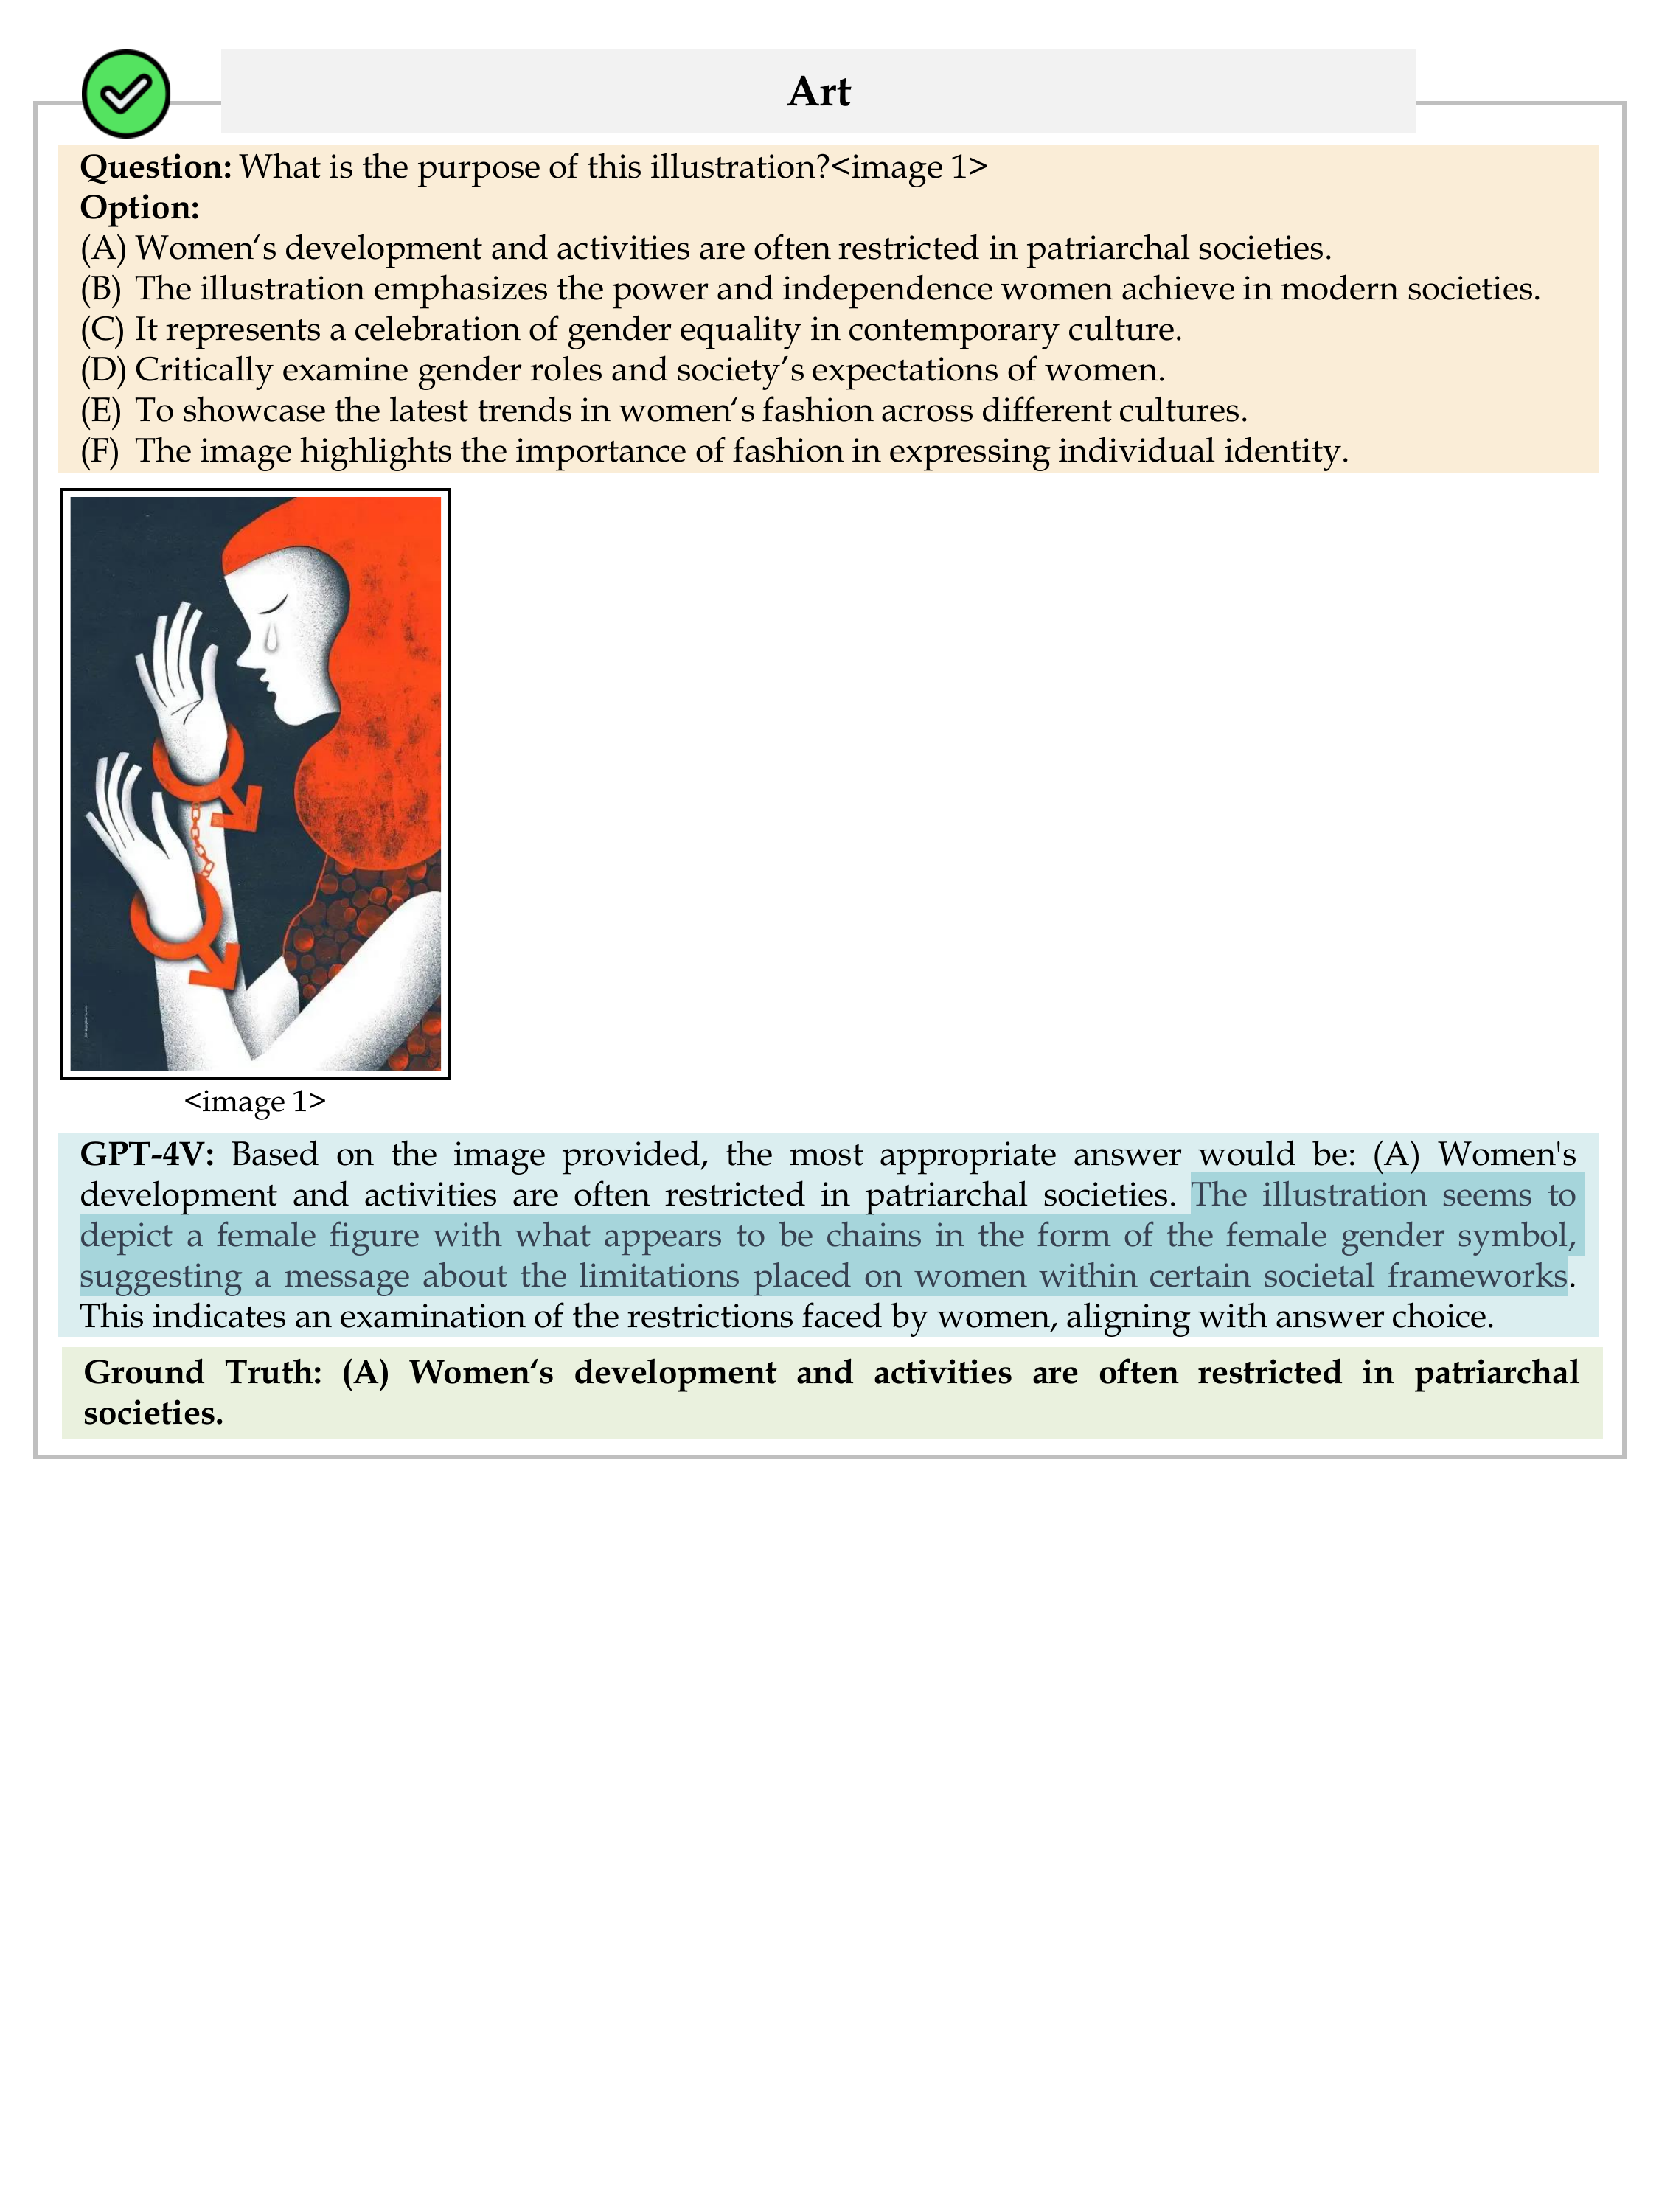 Art
Question: What is the purpose of this illustration?<image 1>
Option:
(A) Women‘s development and activities are often restricted in patriarchal societies.
(B) The illustration emphasizes the power and independence women achieve in modern societies.
(C) It represents a celebration of gender equality in contemporary culture.
(D) Critically examine gender roles and society’s expectations of women.
(E) To showcase the latest trends in women‘s fashion across different cultures.
(F) The image highlights the importance of fashion in expressing individual identity.
<image 1>
GPT-4V: Based on the image provided, the most appropriate answer would be: (A) Women's
development and activities are often restricted in patriarchal societies. The illustration seems to
depict a female figure with what appears to be chains in the form of the female gender symbol,
suggesting a message about the limitations placed on women within certain societal frameworks.
This indicates an examination of the restrictions faced by women, aligning with answer choice.
Ground Truth: (A) Women‘s development and activities are often restricted in patriarchal
societies.